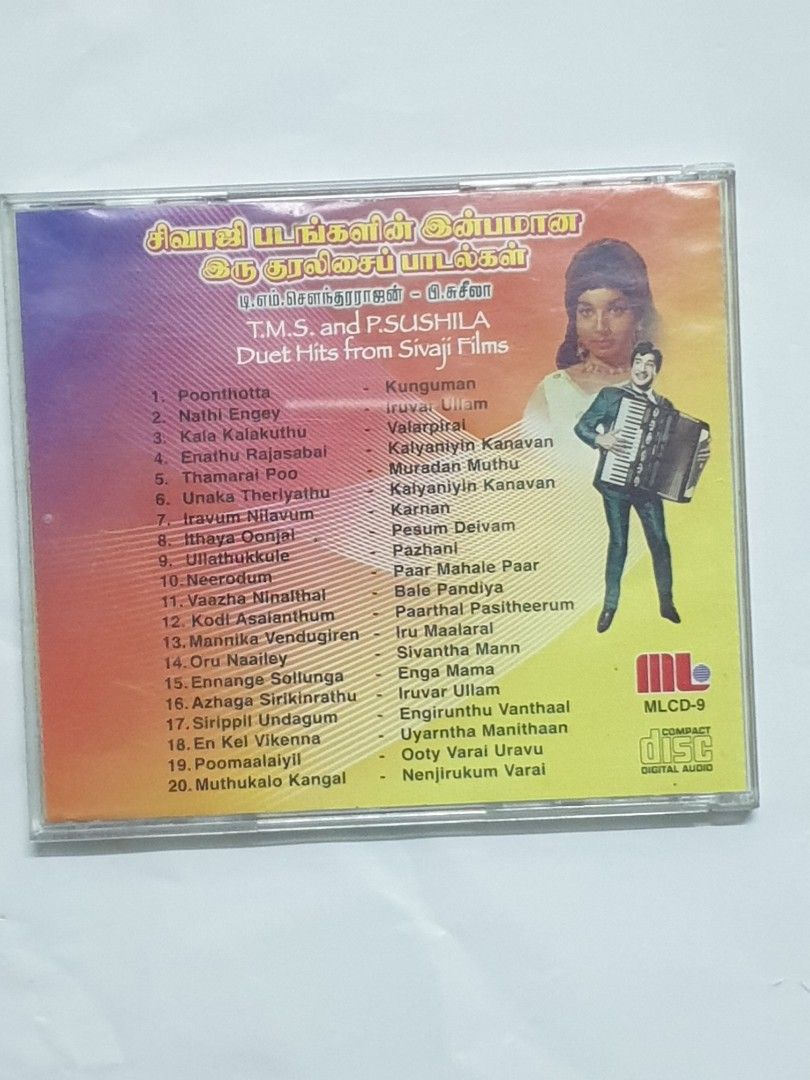 சிவாஜி படங்களின் இன்பமான
இரு குரலிசைப் பாடல்கள்
டி.எம்.சௌந்தரராஜன் - பி.சுசீலா
T.M.S. and P.SUSHILA
Duet Hits from Sivaji Films
1. Poonthotta - Kunguman
2. Nathi Engey - Iruvar Ullam
3. Kala Kalakuthu - Valarpirai
4. Enathu Rajasabai - Kalyaniyin Kanavan
5. Thamarai Poo - Muradan Muthu
6. Unaka Theriyathu - Kalyaniyin Kanavan
7. Iravum Nilavum - Karnan
8. Ithaya Oonjal - Pesum Deivam
9. Ullathukkule - Pazhani
10. Neerodum - Paar Mahale Paar
11. Vaazha Ninaithal - Bale Pandiya
12. Kodi Asaianthum - Paarthal Pasitheerum
13. Mannika Vendugiren - Iru Maalaral
14. Oru Naailey - Sivantha Mann
15. Ennange Sollunga - Enga Mama
16. Azhaga Sirikinrathu - Iruvar Ullam
17. Sirippil Undagum - Engirunthu Vanthaal
18. En Kel Vikenna - Uyarntha Manithaan
19. Poomaalaiyil - Ooty Varai Uravu
20. Muthukalo Kangal - Nenjirukum Varai
ML
MLCD-9
COMPACT
disc
DIGITAL AUDIO